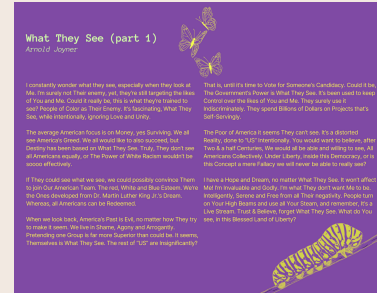 What They See (part 1)
Arnold Joyner
I constantly wonder what they see, especially when they look at
Me. I'm surely not Their enemy, yet, they're still targeting the likes
of You and Me. Could it really be, this is what they're trained to
see? People of Color as Their Enemy. It's fascinating, What They
See, while intentionally, ignoring Love and Unity.
The average American focus is on Money, yes Surviving. We all
see America's Greed. We all would like to also succeed, but
Destiny has been based on What They See. Truly, They don't see
all Americans equally, or The Power of White Racism wouldn't be
soooo effectively.
If They could see what we see, we could possibly convince Them
to join Our American Team. The red, White and Blue Esteem. We're
the Ones developed from Dr. Martin Luther King Jr.'s Dream.
Whereas, all Americans can be Redeemed.
When we look back, America's Past is Evil, no matter how They try
to make it seem. We live in Shame, Agony and Arrogantly.
Pretending one Group is far more Superior than could be. It seems,
Themselves is What They See. The rest of "US" are Insignificantly?
That is, until it's time to Vote for Someone's Candidacy. Could it be,
The Government's Power is What They See. It's been used to keep
Control over the likes of You and Me. They surely use it
indiscriminately. They spend Billions of Dollars on Projects that's
Self-Servingly.
The Poor of America it seems They can't see. It's a distorted
Reality, done to "US" Intentionally. You would want to believe, after
Two & a half Centuries, We would all be able and willing to see, All
Americans Collectively, Under Liberty, inside this Democracy, or is
this Concept a mere Fallacy we will never be able to really see?
I have a Hope and Dream, no matter What They See. It won't affect
Me! I'm Invaluable and Godly. I'm what They don't want Me to be.
Intelligently, Serene and Free from all Their Negativity. People turn
on Your High Beams and use all Your Stream, and remember, It's a
Live Stream. Trust & Believe, forget What They See. What do You
see, in this Blessed Land of Liberty?